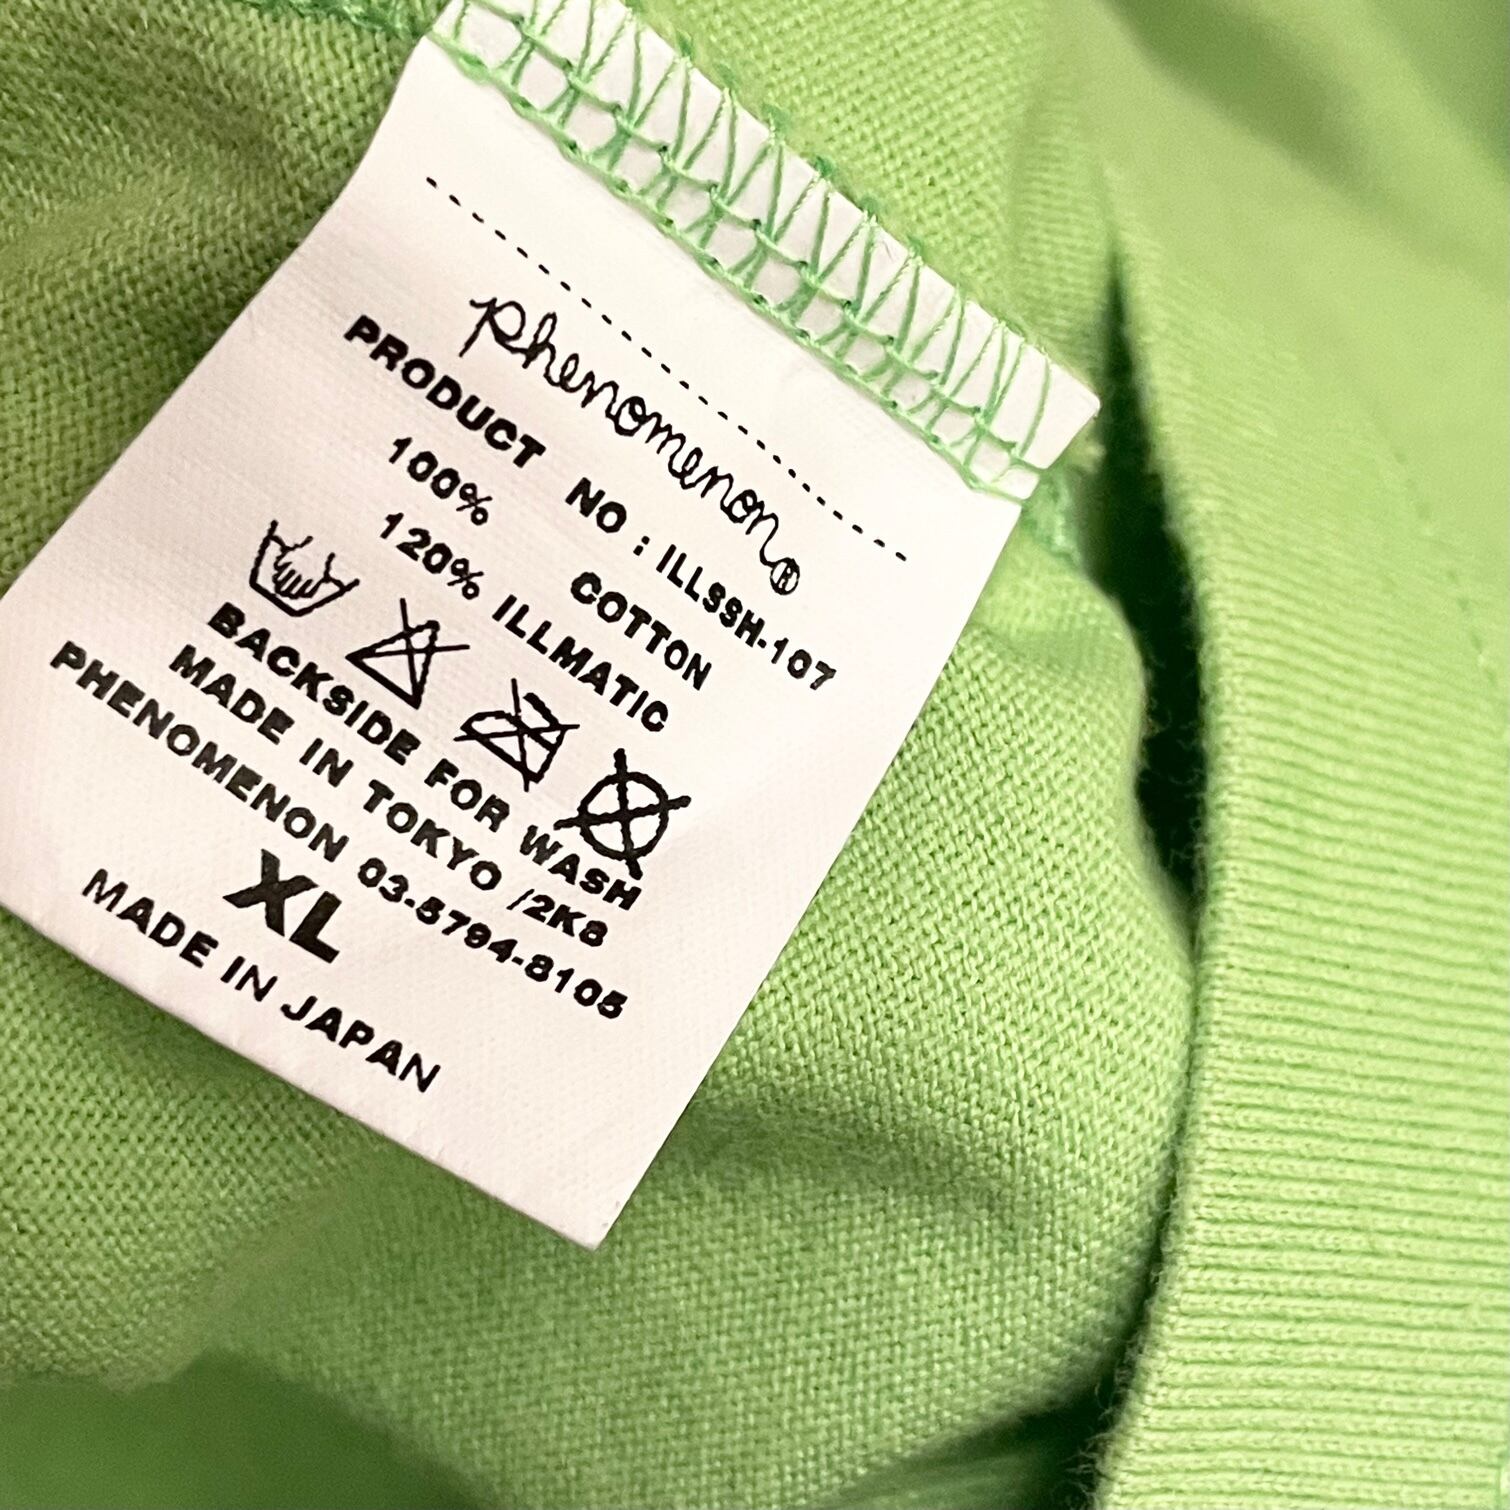 phenomenon®
PRODUCT NO : ILLSSH-107
100% COTTON
120% ILLMATIC
BACKSIDE FOR WASH
MADE IN TOKYO /2K8
PHENOMENON 03-5794-8105
XL
MADE IN JAPAN